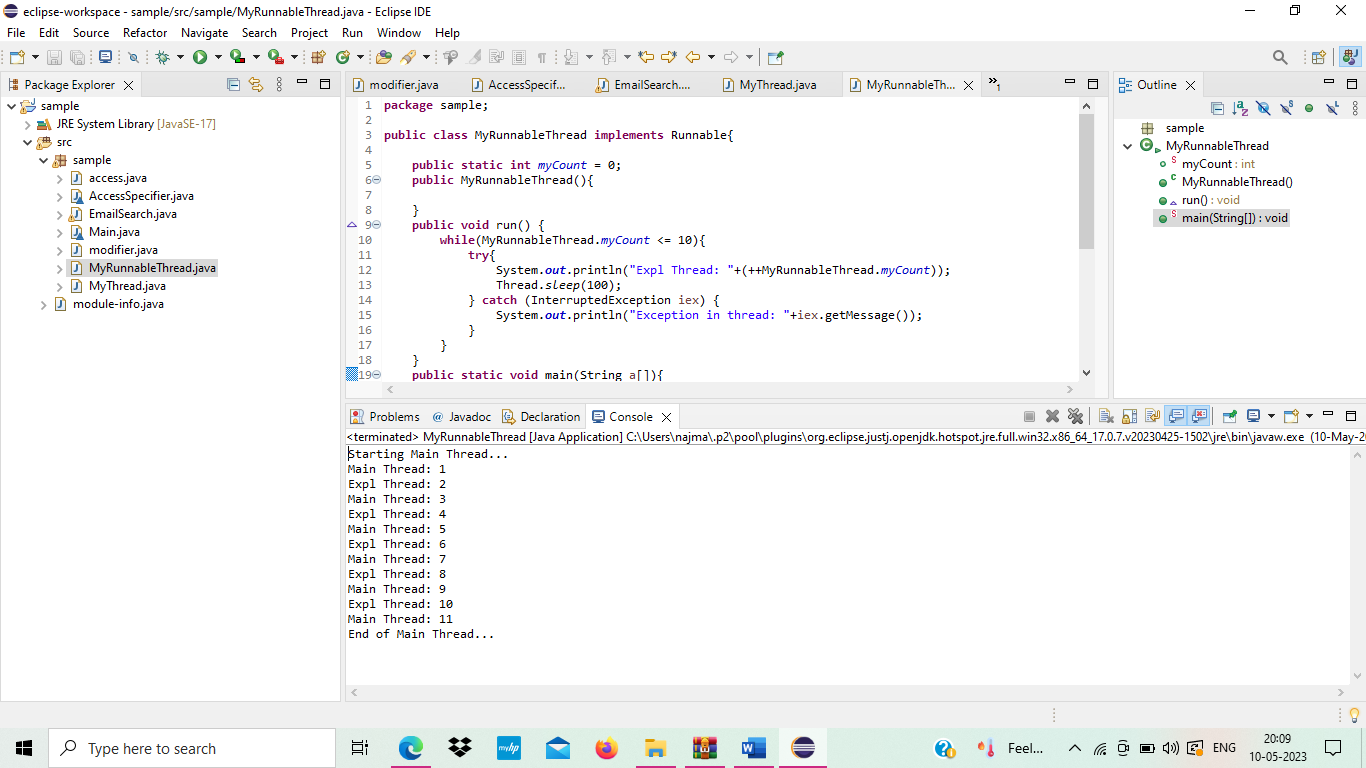 eclipse-workspace - sample/src/sample/MyRunnableThread.java - Eclipse IDE
File Edit Source Refactor Navigate Search Project Run Window Help
Package Explorer
sample
JRE System Library [JavaSE-17]
src
sample
access.java
AccessSpecifier.java
EmailSearch.java
Main.java
modifier.java
MyRunnableThread.java
MyThread.java
module-info.java
modifier.java AccessSpecif... EmailSearch.... MyThread.java MyRunnableTh... »1
1 package sample;
2
3 public class MyRunnableThread implements Runnable{
4
5 public static int myCount = 0;
6 public MyRunnableThread(){
7
8 }
9 public void run() {
10 while(MyRunnableThread.myCount <= 10){
11 try{
12 System.out.println("Expl Thread: "+(++MyRunnableThread.myCount));
13 Thread.sleep(100);
14 } catch (InterruptedException iex) {
15 System.out.println("Exception in thread: "+iex.getMessage());
16 }
17 }
18 }
19 public static void main(String a[]){
Outline
sample
MyRunnableThread
myCount : int
MyRunnableThread()
run() : void
main(String[]) : void
Problems @ Javadoc Declaration Console
<terminated> MyRunnableThread [Java Application] C:\Users\najma\.p2\pool\plugins\org.eclipse.justj.openjdk.hotspot.jre.full.win32.x86_64_17.0.7.v20230425-1502\jre\bin\javaw.exe (10-May-2
Starting Main Thread...
Main Thread: 1
Expl Thread: 2
Main Thread: 3
Expl Thread: 4
Main Thread: 5
Expl Thread: 6
Main Thread: 7
Expl Thread: 8
Main Thread: 9
Expl Thread: 10
Main Thread: 11
End of Main Thread...
Type here to search
myhp
W
Feel...
ENG
20:09
10-05-2023